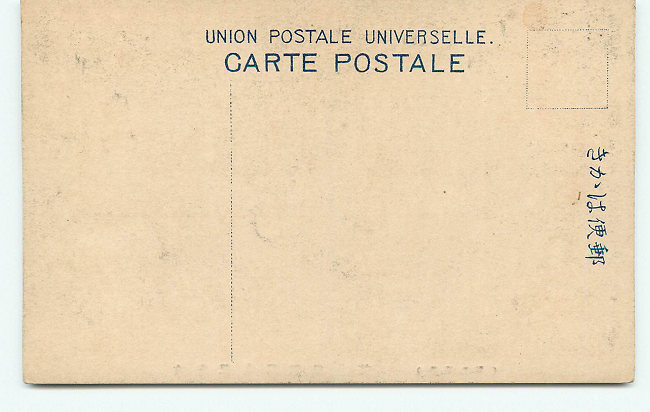 UNION POSTALE UNIVERSELLE.
CARTE POSTALE
郵便はかき